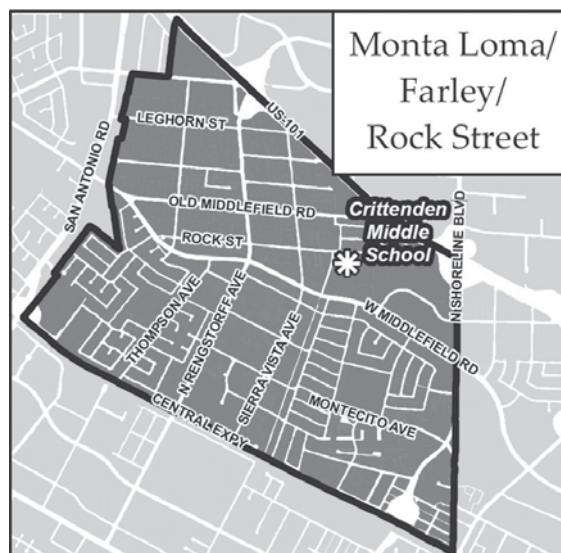 Monta Loma/
Farley/
Rock Street
US-101
LEGHORN ST
SAN ANTONIO RD
OLD MIDDLEFIELD RD
Crittenden
Middle
School
ROCK ST
N SHORELINE BLVD
THOMPSON AVE
N RENGSTORFF AVE
SIERRA VISTA AVE
W MIDDLEFIELD RD
MONTECITO AVE
CENTRAL EXPY